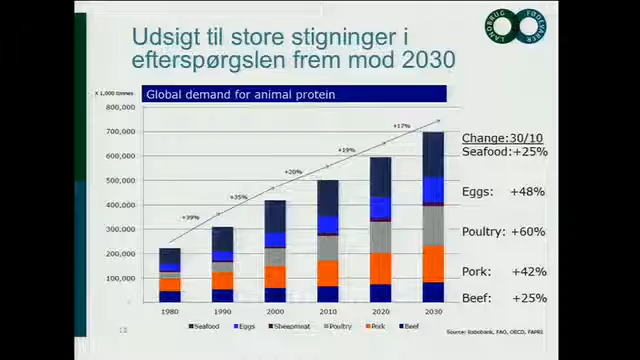 Udsigt til store stigninger i
efterspørgslen frem mod 2030
LANDBRUG FØDEVARER
x 1,000 tonnes
Global demand for animal protein
800,000
700,000
600,000
500,000
400,000
300,000
200,000
100,000
-
+39%
+35%
+20%
+19%
+17%
1980
1990
2000
2010
2020
2030
Seafood
Eggs
Sheepmeat
Poultry
Pork
Beef
Change:30/10
Seafood:+25%
Eggs: +48%
Poultry: +60%
Pork: +42%
Beef: +25%
Source: Rabobank, FAO, OECD, FAPRI